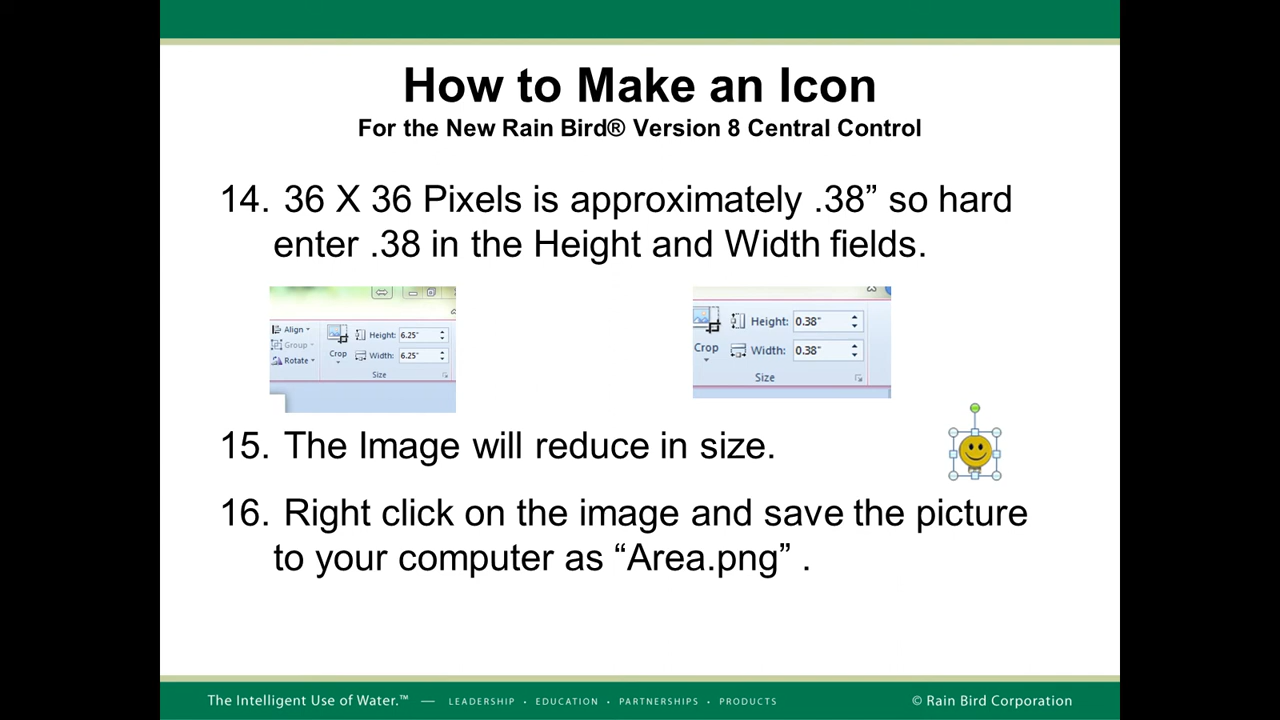 How to Make an Icon
For the New Rain Bird® Version 8 Central Control
14. 36 X 36 Pixels is approximately .38” so hard
enter .38 in the Height and Width fields.
Align
Group
Rotate
Crop
Height: 6.25"
Width: 6.25"
Size
Crop
Height: 0.38"
Width: 0.38"
Size
15. The Image will reduce in size.
16. Right click on the image and save the picture
to your computer as “Area.png” .
The Intelligent Use of Water.™ — LEADERSHIP • EDUCATION • PARTNERSHIPS • PRODUCTS
© Rain Bird Corporation